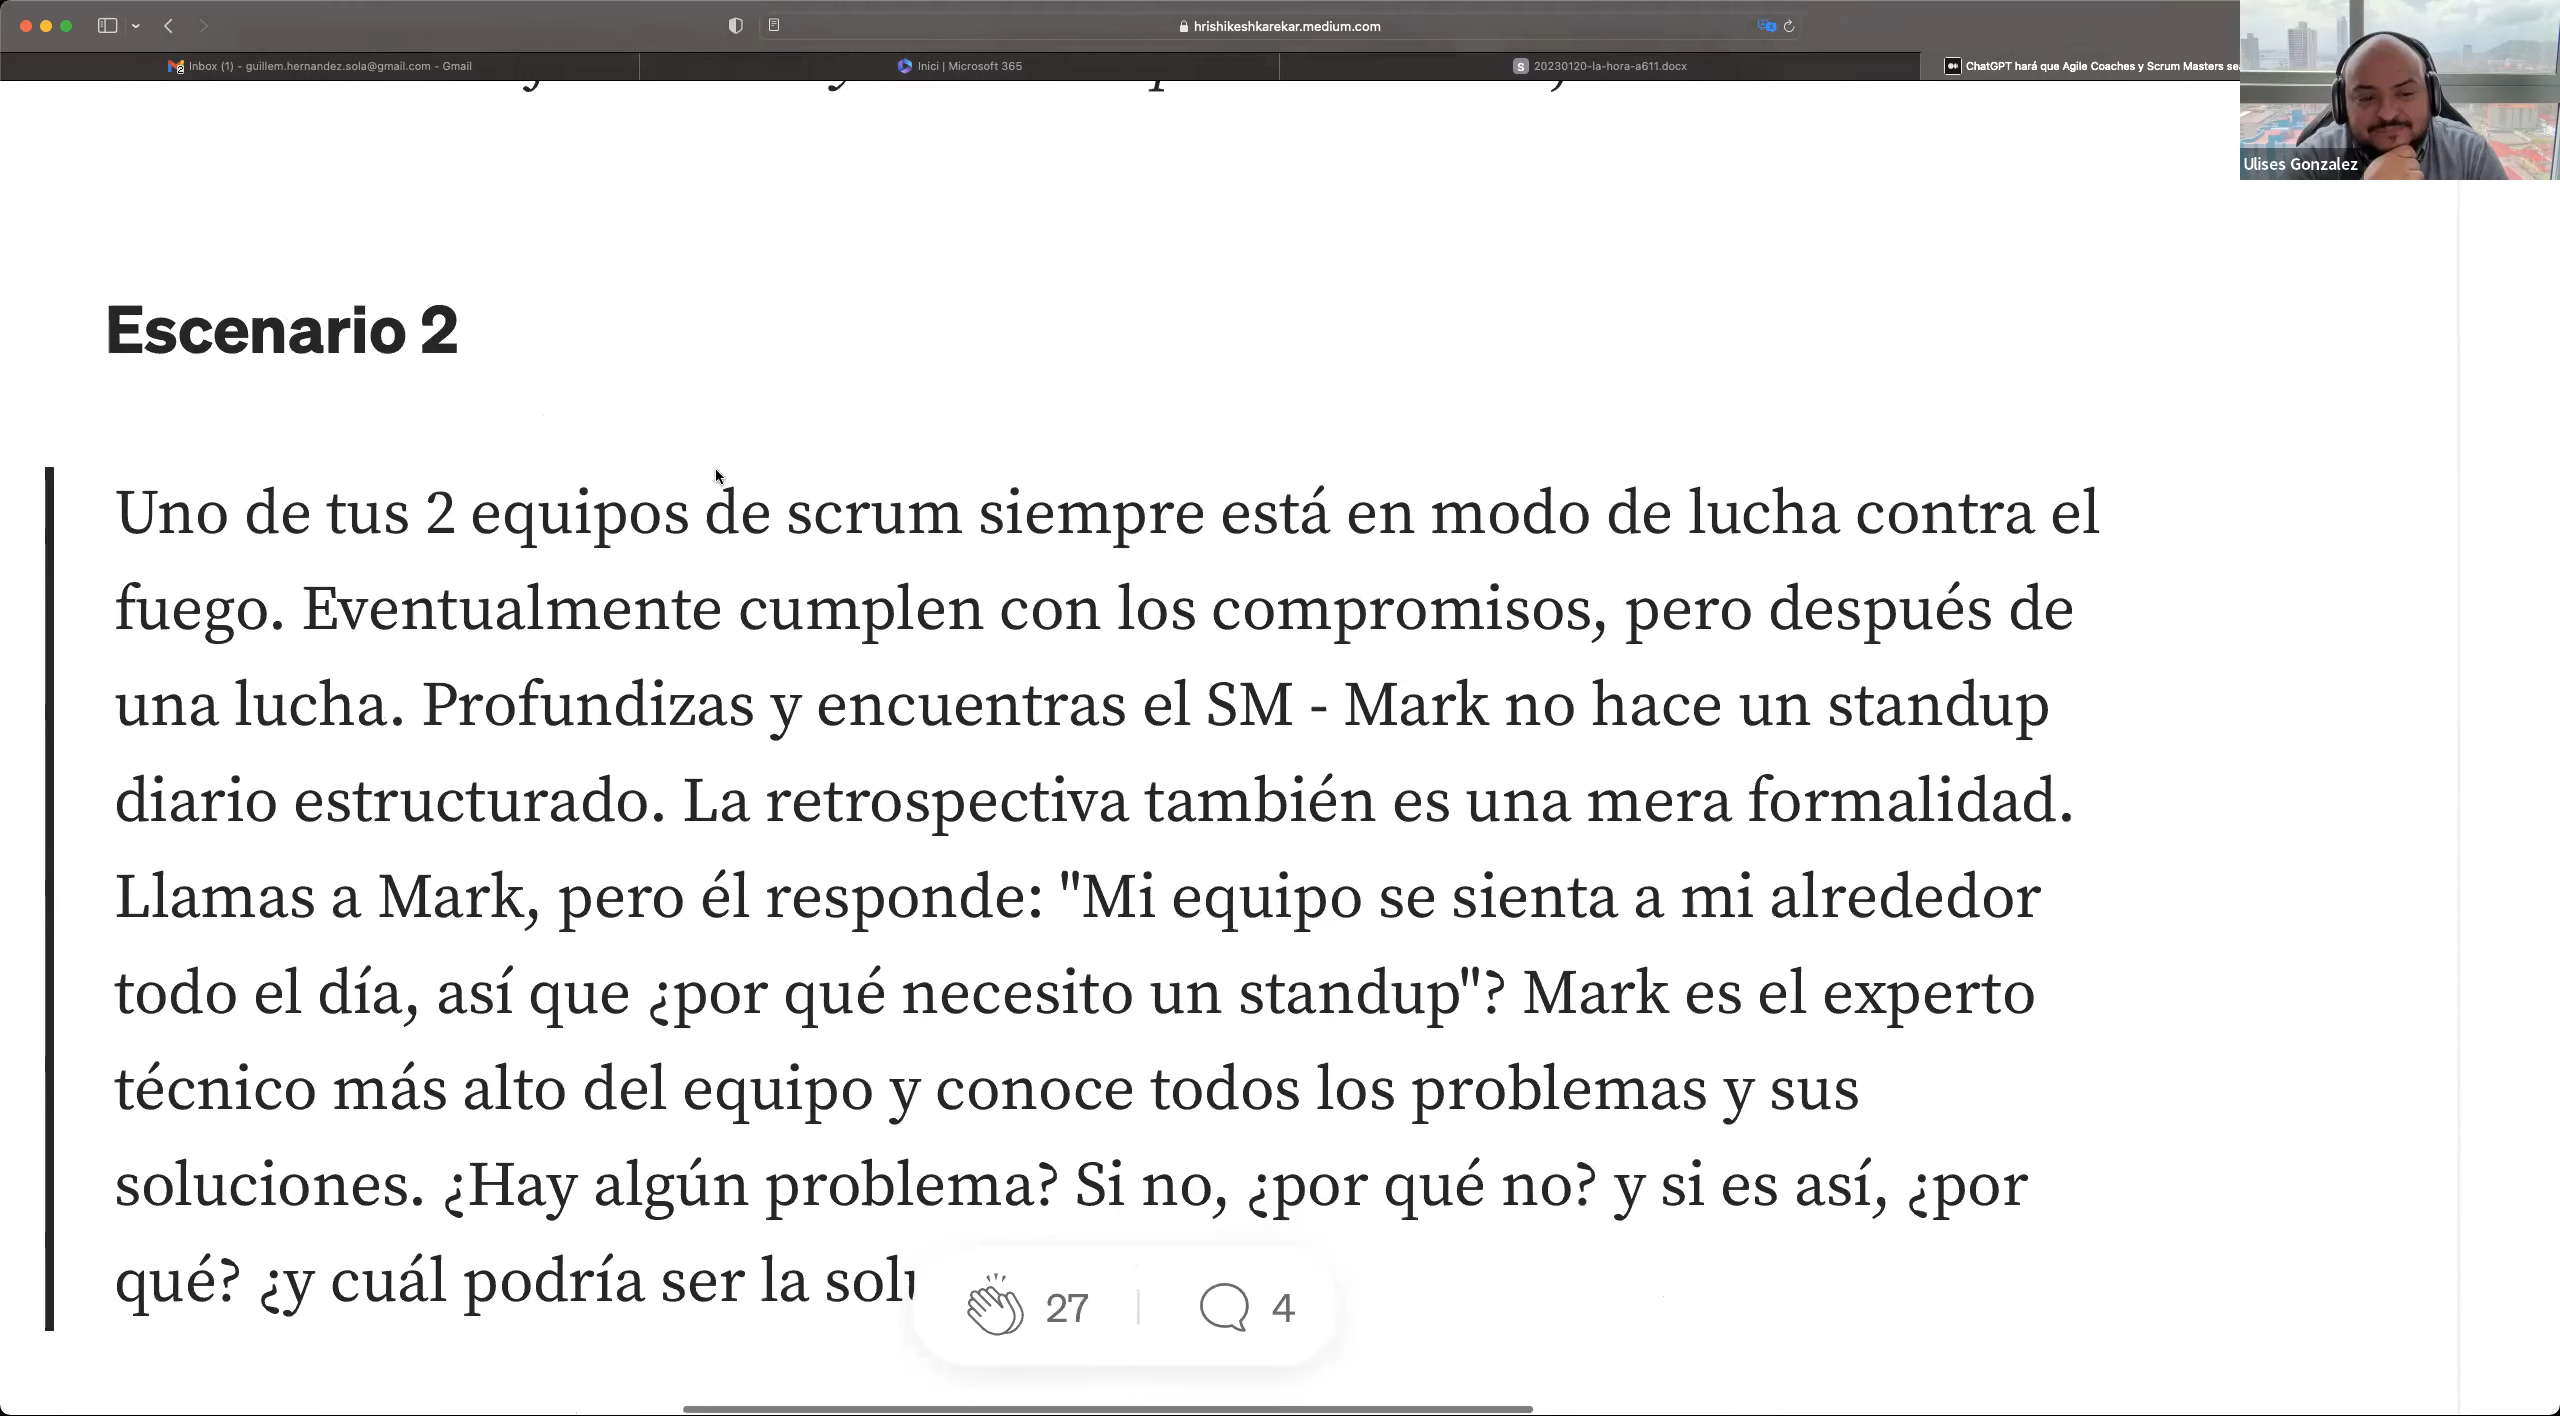 hrishikeshkarekar.medium.com
Inbox (1) - guillem.hernandez.sola@gmail.com - Gmail
Inici | Microsoft 365
S 20230120-la-hora-a611.docx
ChatGPT hará que Agile Coaches y Scrum Masters se
Ulises Gonzalez
Escenario 2
Uno de tus 2 equipos de scrum siempre está en modo de lucha contra el
fuego. Eventualmente cumplen con los compromisos, pero después de
una lucha. Profundizas y encuentras el SM - Mark no hace un standup
diario estructurado. La retrospectiva también es una mera formalidad.
Llamas a Mark, pero él responde: "Mi equipo se sienta a mi alrededor
todo el día, así que ¿por qué necesito un standup"? Mark es el experto
técnico más alto del equipo y conoce todos los problemas y sus
soluciones. ¿Hay algún problema? Si no, ¿por qué no? y si es así, ¿por
qué? ¿y cuál podría ser la solu
27
4